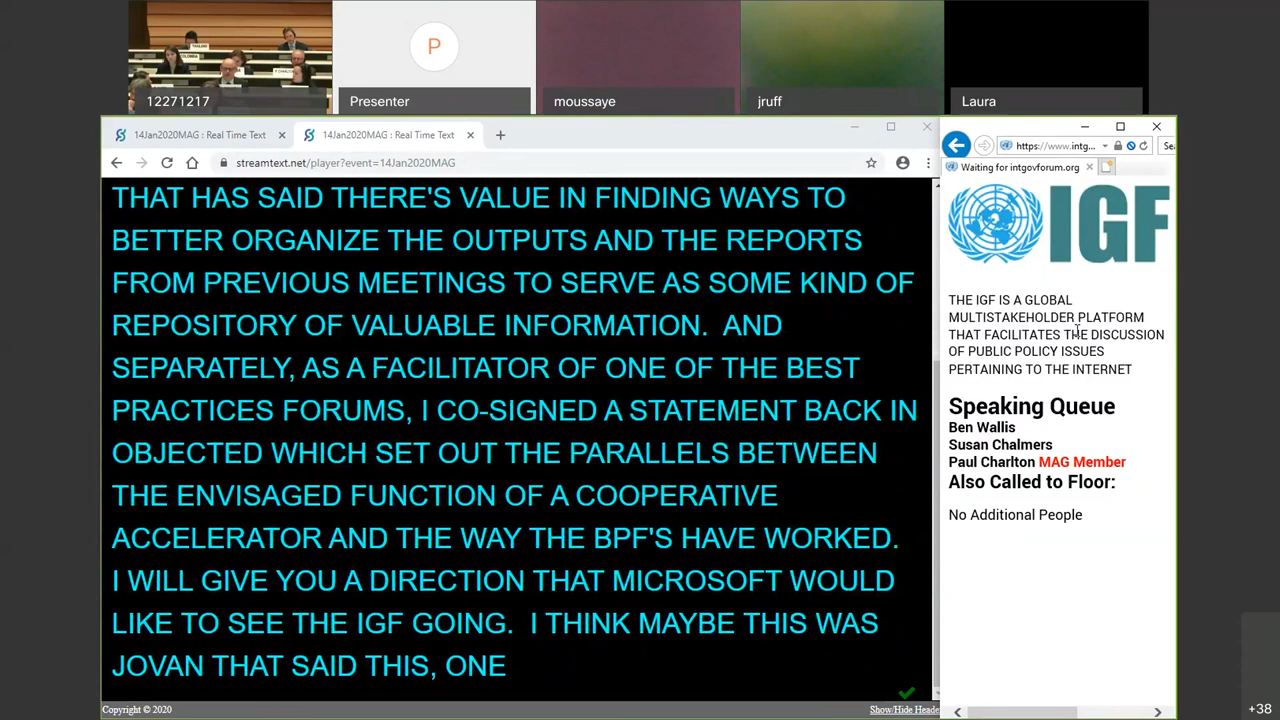 12271217
P
Presenter
moussaye
jruff
Laura
14Jan2020MAG : Real Time Text
14Jan2020MAG : Real Time Text
streamtext.net/player?event=14Jan2020MAG
THAT HAS SAID THERE'S VALUE IN FINDING WAYS TO
BETTER ORGANIZE THE OUTPUTS AND THE REPORTS
FROM PREVIOUS MEETINGS TO SERVE AS SOME KIND OF
REPOSITORY OF VALUABLE INFORMATION.  AND
SEPARATELY, AS A FACILITATOR OF ONE OF THE BEST
PRACTICES FORUMS, I CO-SIGNED A STATEMENT BACK IN
OBJECTED WHICH SET OUT THE PARALLELS BETWEEN
THE ENVISAGED FUNCTION OF A COOPERATIVE
ACCELERATOR AND THE WAY THE BPF'S HAVE WORKED.
I WILL GIVE YOU A DIRECTION THAT MICROSOFT WOULD
LIKE TO SEE THE IGF GOING.  I THINK MAYBE THIS WAS
JOVAN THAT SAID THIS, ONE
Copyright © 2020
Show/Hide Heade
https://www.intg...
Sea
Waiting for intgovforum.org
IGF
THE IGF IS A GLOBAL
MULTISTAKEHOLDER PLATFORM
THAT FACILITATES THE DISCUSSION
OF PUBLIC POLICY ISSUES
PERTAINING TO THE INTERNET
Speaking Queue
Ben Wallis
Susan Chalmers
Paul Charlton MAG Member
Also Called to Floor:
No Additional People
+38